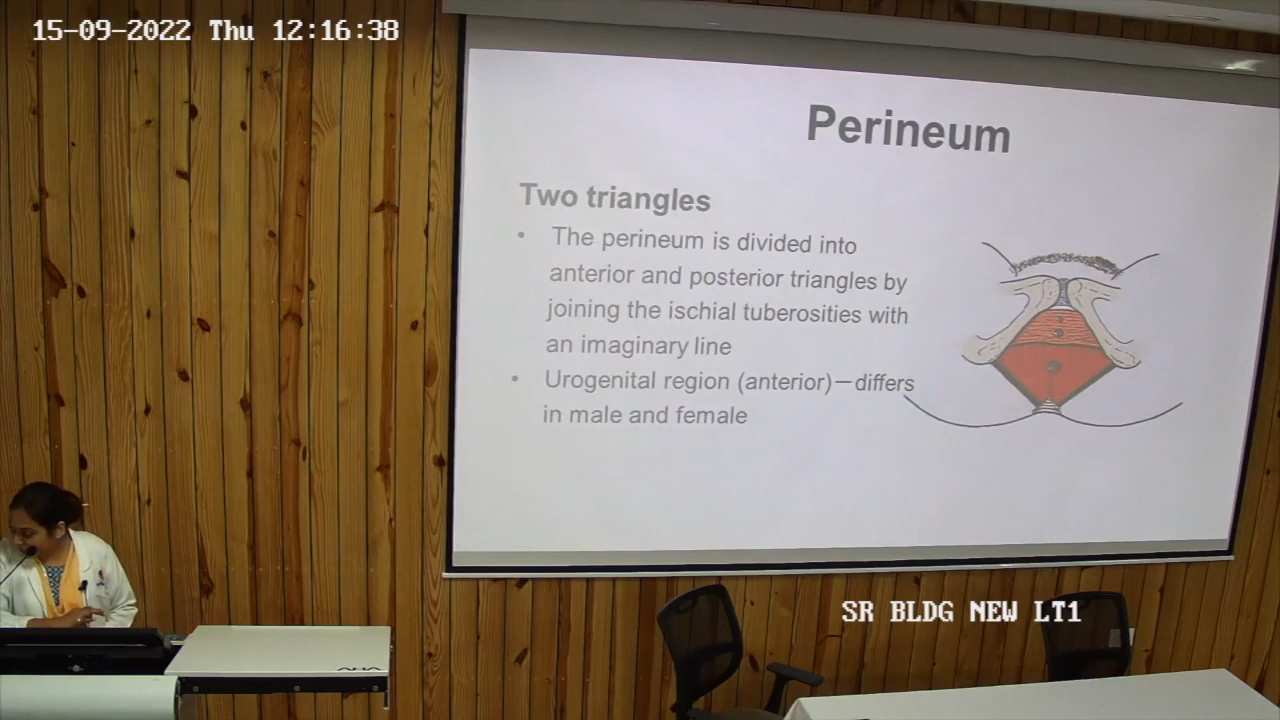 15-09-2022 Thu 12:16:38
Perineum
Two triangles
• The perineum is divided into
anterior and posterior triangles by
joining the ischial tuberosities with
an imaginary line
• Urogenital region (anterior)—differs
in male and female
SR BLDG NEW LT1